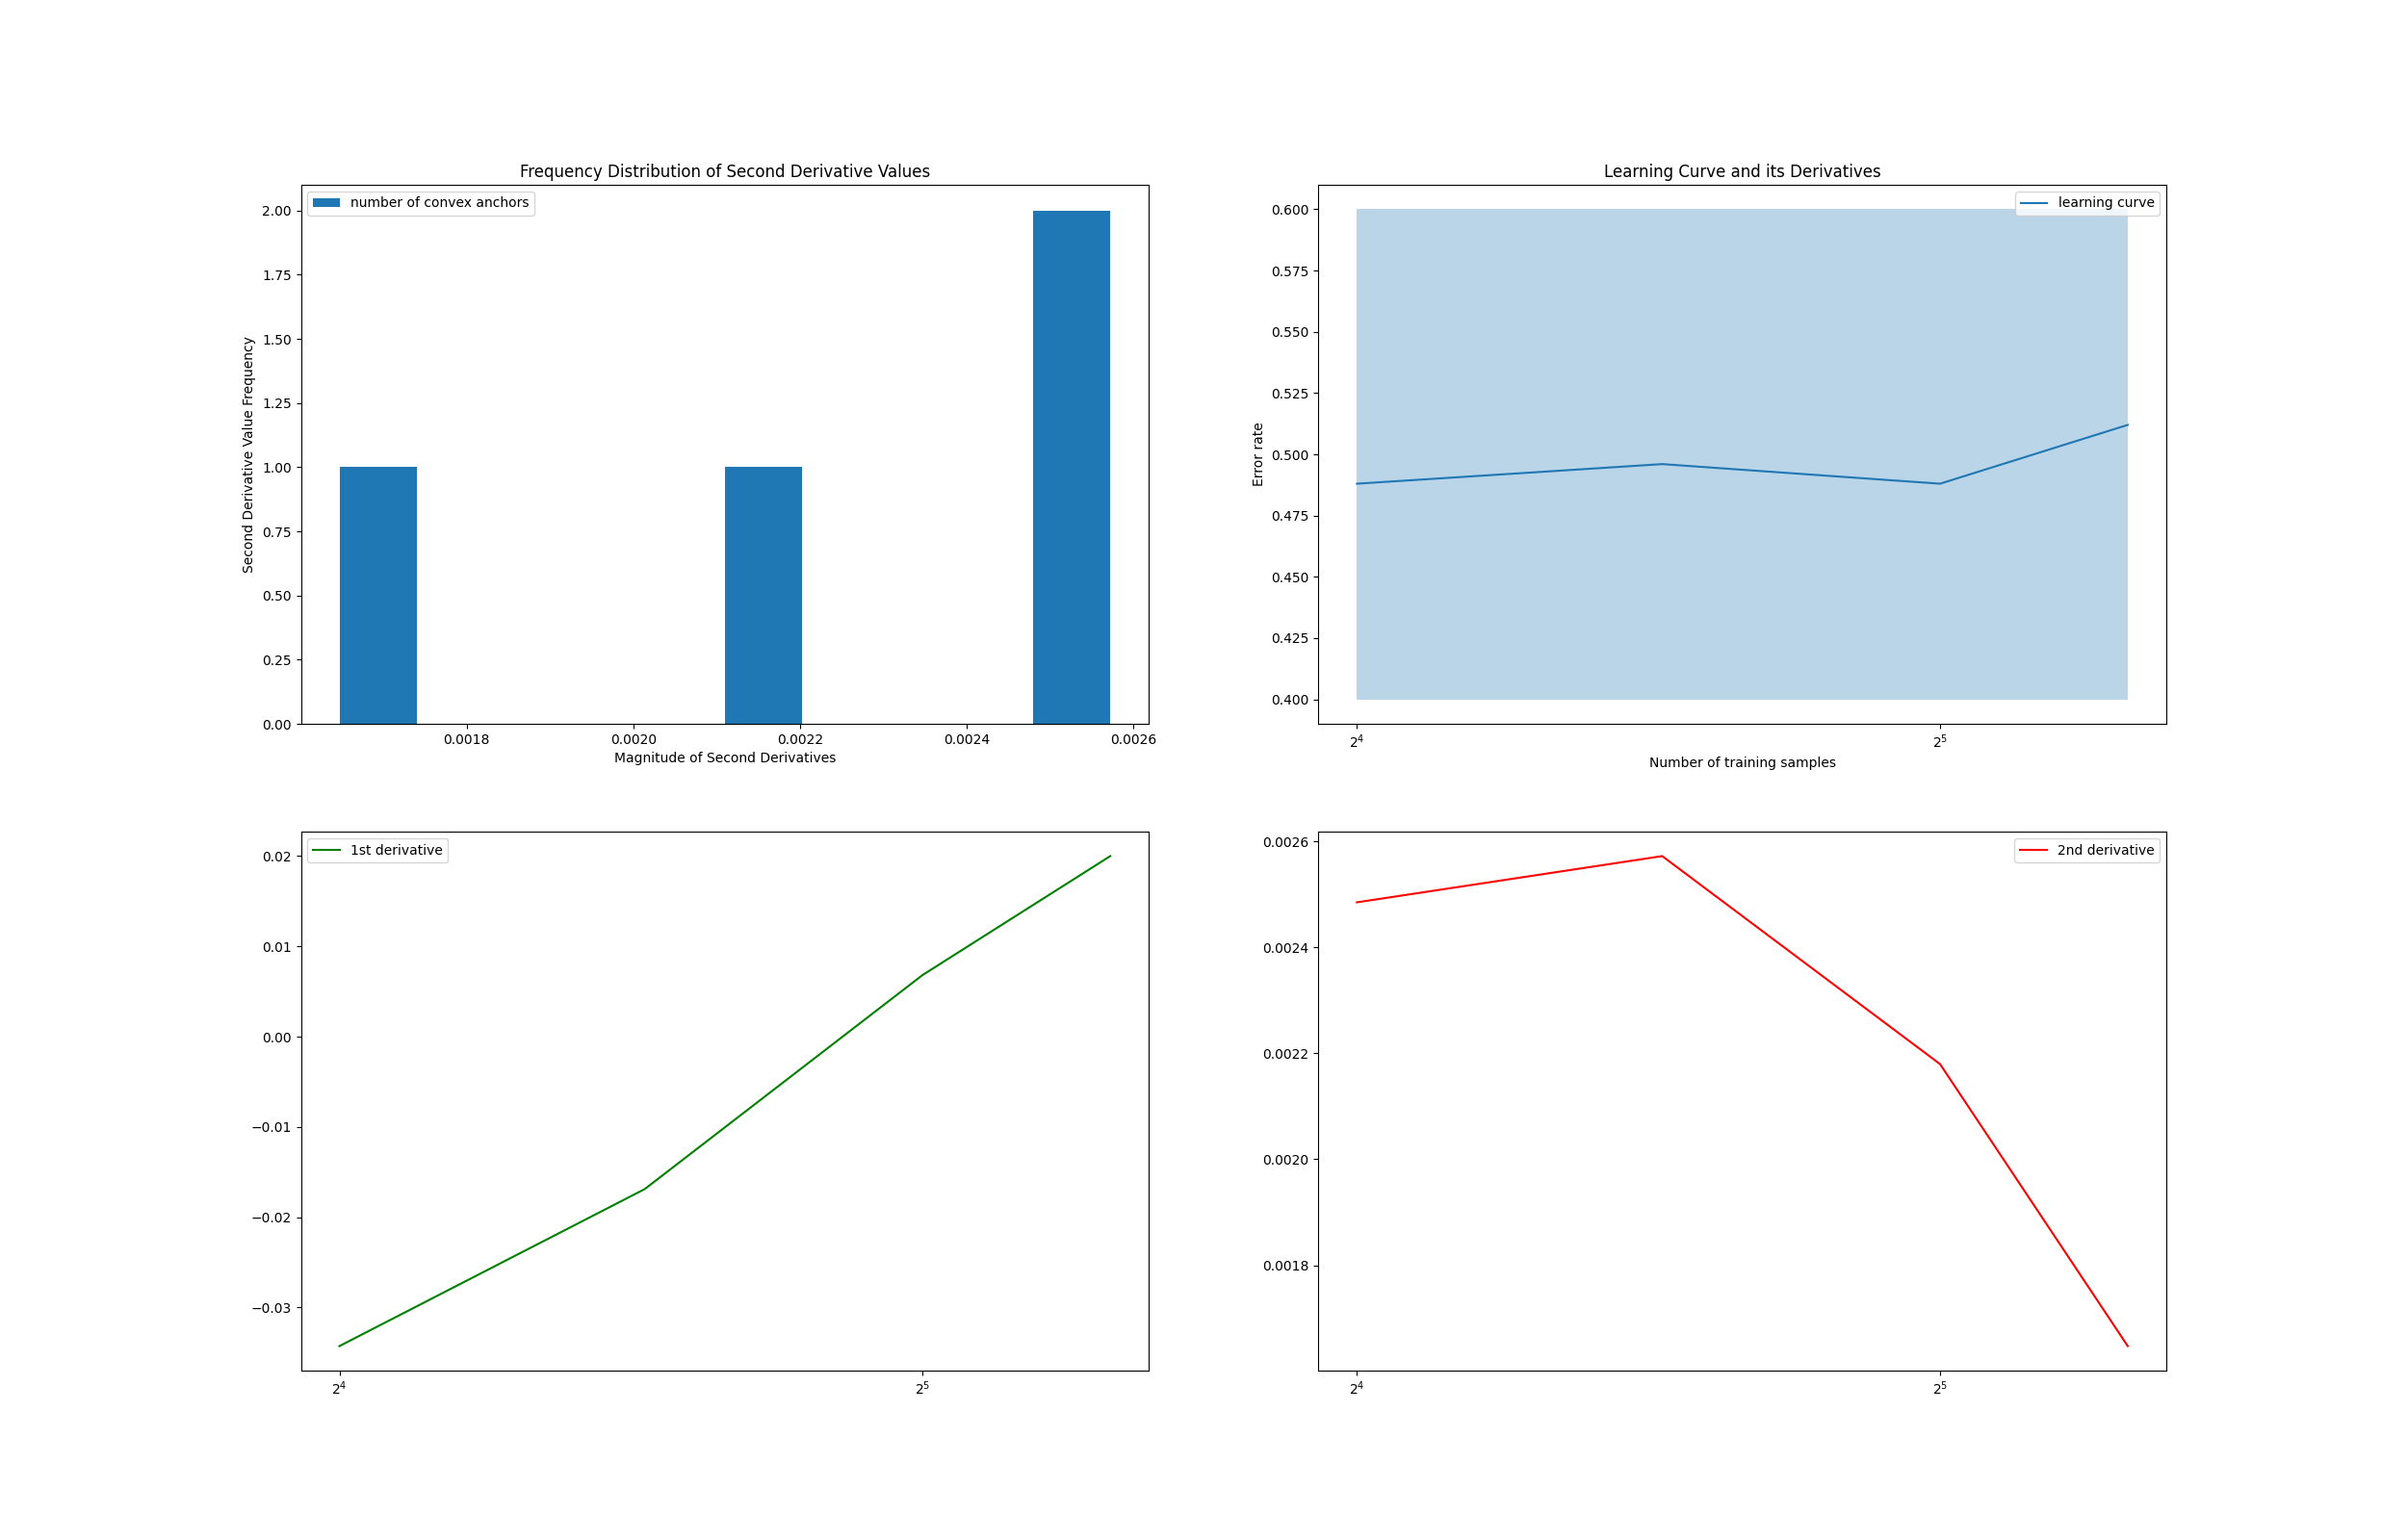 Frequency Distribution of Second Derivative Values
number of convex anchors
2.00
1.75
1.50
1.25
1.00
0.75
0.50
0.25
0.00
Second Derivative Value Frequency
0.0018 0.0020 0.0022 0.0024 0.0026
Magnitude of Second Derivatives
Learning Curve and its Derivatives
learning curve
0.600
0.575
0.550
0.525
0.500
0.475
0.450
0.425
0.400
Error rate
2⁴ 2⁵
Number of training samples
1st derivative
0.02
0.01
0.00
−0.01
−0.02
−0.03
2⁴ 2⁵
2nd derivative
0.0026
0.0024
0.0022
0.0020
0.0018
2⁴ 2⁵